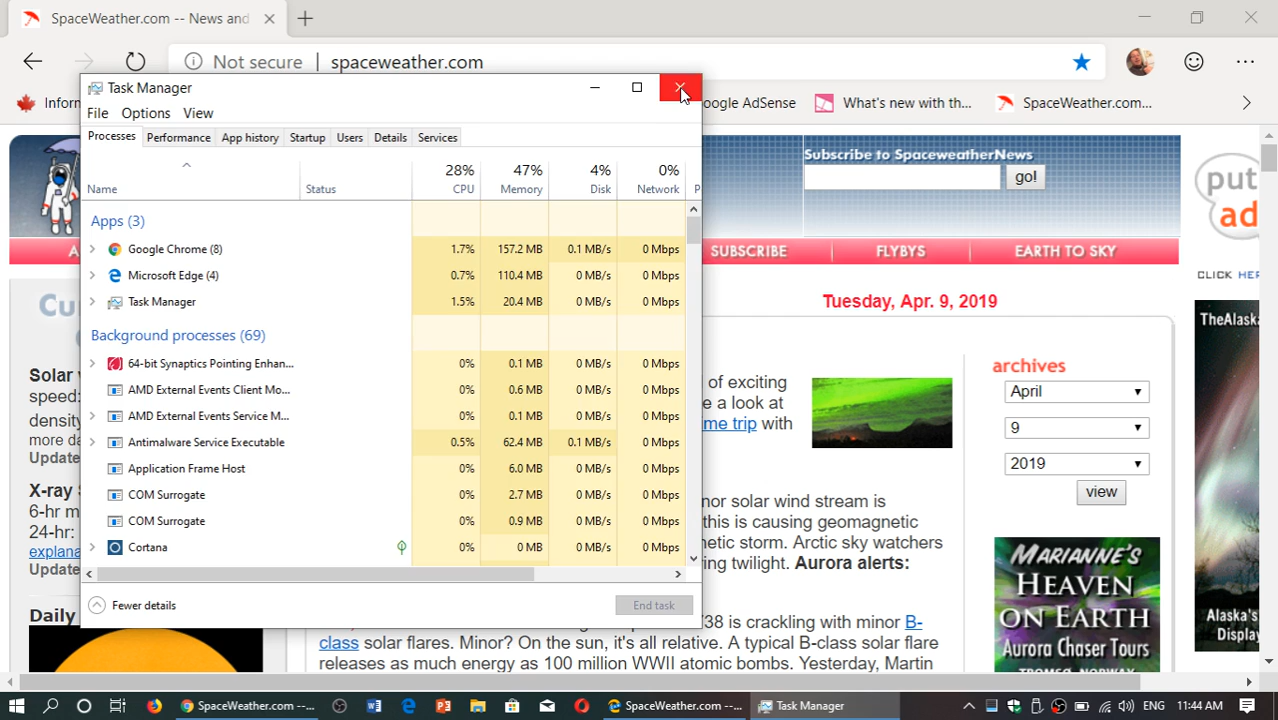 SpaceWeather.com -- News and
Not secure | spaceweather.com
Task Manager
Inform
oogle AdSense
What's new with th...
SpaceWeather.com...
File Options View
Processes Performance App history Startup Users Details Services
28% 47% 4% 0%
Name Status CPU Memory Disk Network P
Apps (3)
Google Chrome (8) 1.7% 157.2 MB 0.1 MB/s 0 Mbps
Microsoft Edge (4) 0.7% 110.4 MB 0 MB/s 0 Mbps
Task Manager 1.5% 20.4 MB 0 MB/s 0 Mbps
Background processes (69)
64-bit Synaptics Pointing Enhan... 0% 0.1 MB 0 MB/s 0 Mbps
AMD External Events Client Mo... 0% 0.6 MB 0 MB/s 0 Mbps
AMD External Events Service M... 0% 0.1 MB 0 MB/s 0 Mbps
Antimalware Service Executable 0.5% 62.4 MB 0.1 MB/s 0 Mbps
Application Frame Host 0% 6.0 MB 0 MB/s 0 Mbps
COM Surrogate 0% 2.7 MB 0 MB/s 0 Mbps
COM Surrogate 0% 0.9 MB 0 MB/s 0 Mbps
Cortana 0% 0 MB 0 MB/s 0 Mbps
Fewer details
End task
Subscribe to SpaceweatherNews
go!
put
ad
CLICK HER
A
SUBSCRIBE FLYBYS EARTH TO SKY
Tuesday, Apr. 9, 2019
Cu
Solar w
speed:
density
more da
Update
X-ray S
6-hr m
24-hr:
explana
Update
Daily
of exciting
e a look at
me trip with
nor solar wind stream is
this is causing geomagnetic
netic storm. Arctic sky watchers
ring twilight. Aurora alerts:
738 is crackling with minor B-
class solar flares. Minor? On the sun, it's all relative. A typical B-class solar flare
releases as much energy as 100 million WWII atomic bombs. Yesterday, Martin
archives
April
9
2019
view
MARIANNE'S
HEAVEN
ON EARTH
Aurora Chaser Tours
TROMSØ, NORWAY
TheAlaska
Alaska's
Display
SpaceWeather.com --...
SpaceWeather.com -...
Task Manager
ENG
11:44 AM